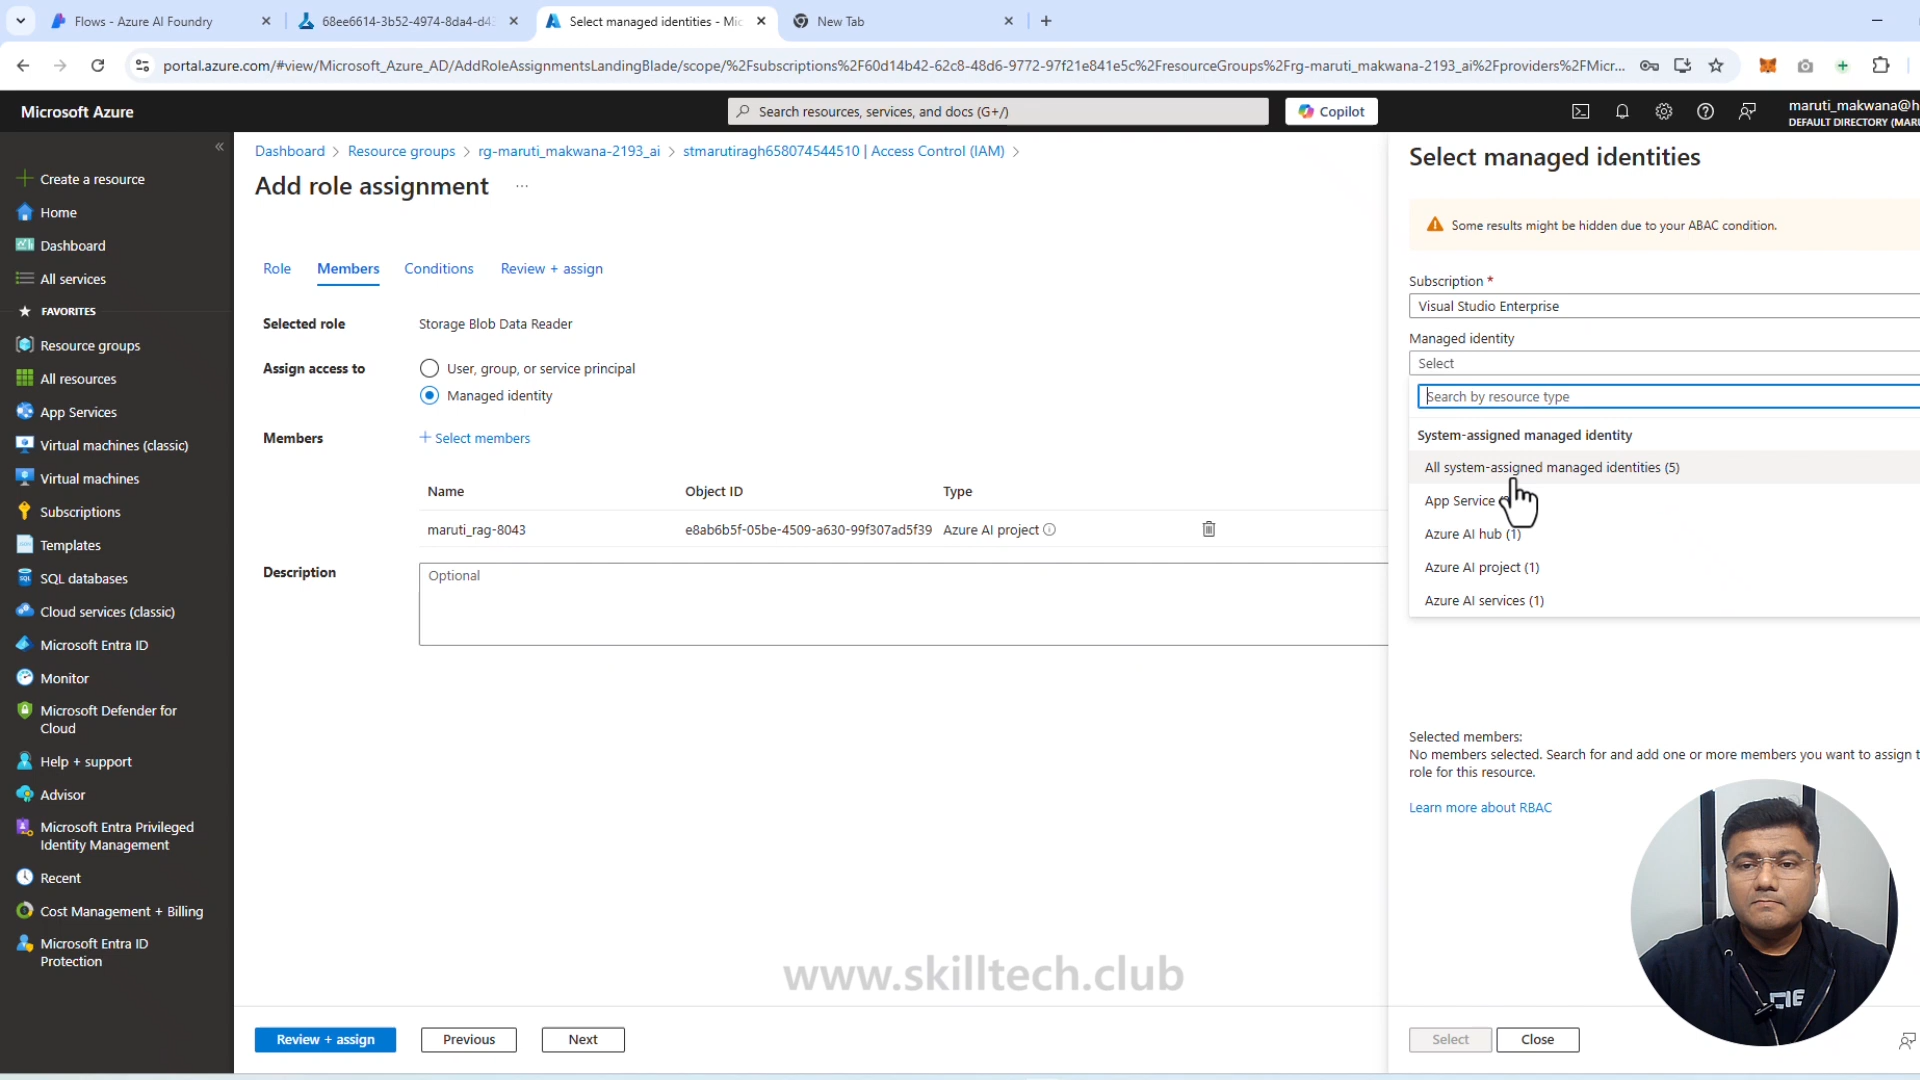 Flows - Azure AI Foundry
68ee6614-3b52-4974-8da4-d4
Select managed identities - Mic
New Tab
portal.azure.com/#view/Microsoft_Azure_AD/AddRoleAssignmentsLandingBlade/scope/%2Fsubscriptions%2F60d14b42-62c8-48d6-9772-97f21e841e5c%2FresourceGroups%2Frg-maruti_makwana-2193_ai%2Fproviders%2FMicr...
Microsoft Azure
Search resources, services, and docs (G+/)
Copilot
maruti_makwana@h
DEFAULT DIRECTORY (MARU
Create a resource
Home
Dashboard
All services
FAVORITES
Resource groups
All resources
App Services
Virtual machines (classic)
Virtual machines
Subscriptions
Templates
SQL databases
Cloud services (classic)
Microsoft Entra ID
Monitor
Microsoft Defender for
Cloud
Help + support
Advisor
Microsoft Entra Privileged
Identity Management
Recent
Cost Management + Billing
Microsoft Entra ID
Protection
Dashboard > Resource groups > rg-maruti_makwana-2193_ai > stmarutiragh658074544510 | Access Control (IAM) >
Add role assignment ...
Role Members Conditions Review + assign
Selected role Storage Blob Data Reader
Assign access to User, group, or service principal
Managed identity
Members + Select members
Name Object ID Type
maruti_rag-8043 e8ab6b5f-05be-4509-a630-99f307ad5f39 Azure AI project
Description Optional
www.skilltech.club
Review + assign Previous Next
Select managed identities
Some results might be hidden due to your ABAC condition.
Subscription *
Visual Studio Enterprise
Managed identity
Select
Search by resource type
System-assigned managed identity
All system-assigned managed identities (5)
App Service
Azure AI hub (1)
Azure AI project (1)
Azure AI services (1)
Selected members:
No members selected. Search for and add one or more members you want to assign t
role for this resource.
Learn more about RBAC
Select Close